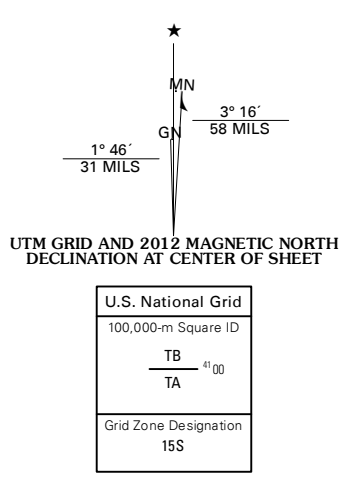 ★
MN
3° 16´
58 MILS
GN
1° 46´
31 MILS
UTM GRID AND 2012 MAGNETIC NORTH
DECLINATION AT CENTER OF SHEET
U.S. National Grid
100,000-m Square ID
TB
4100
TA
Grid Zone Designation
15S